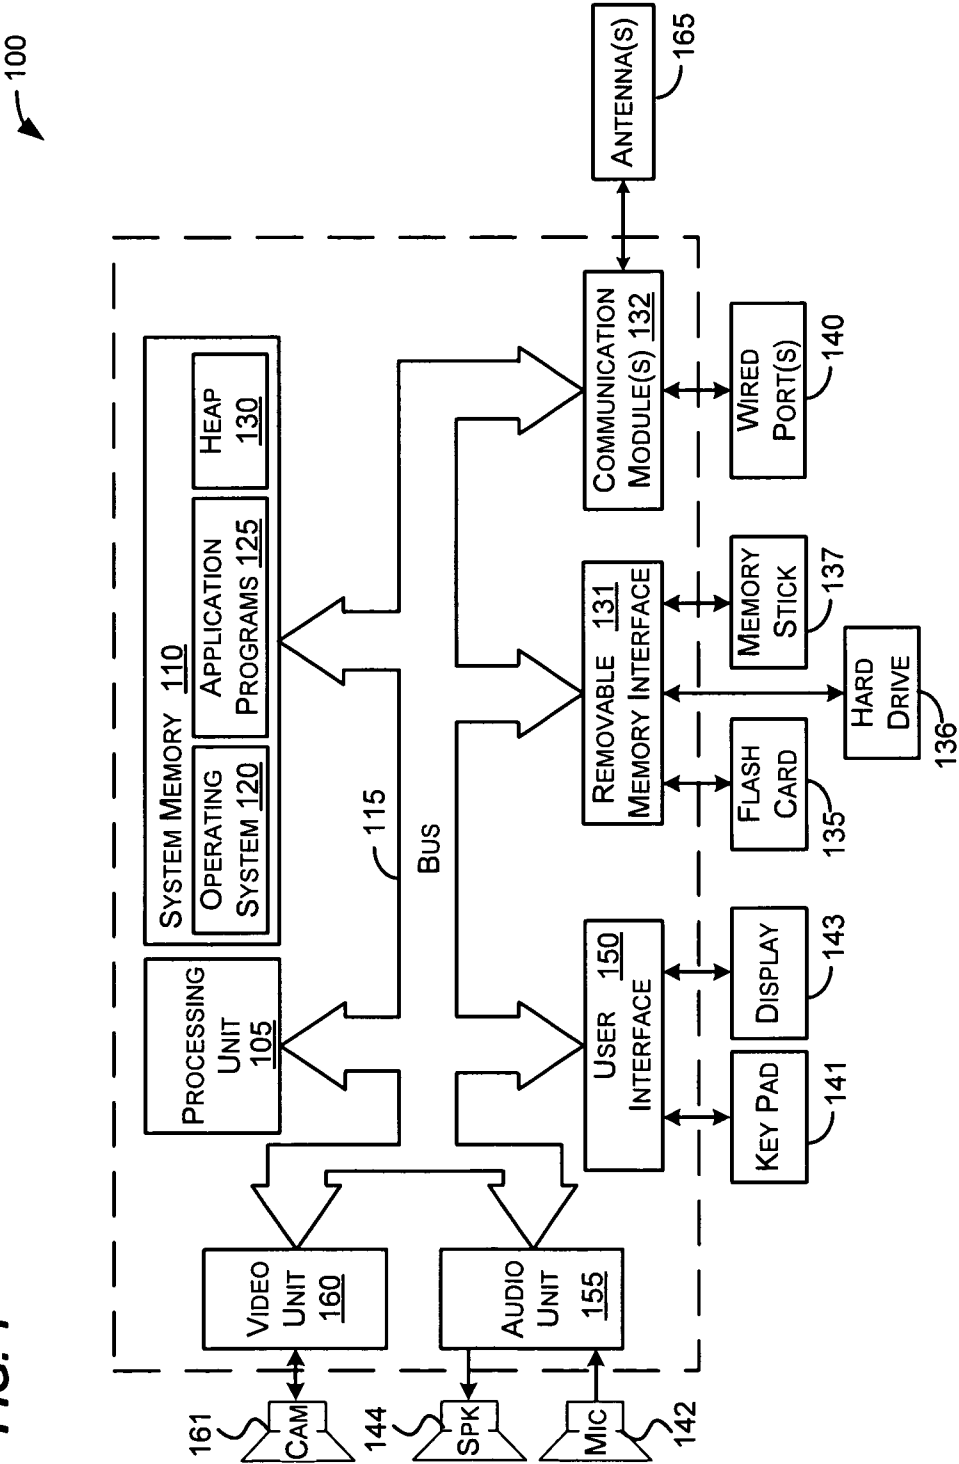 FIG. 1
100
SYSTEM MEMORY 110
PROCESSING
UNIT 105
OPERATING
SYSTEM 120
APPLICATION
PROGRAMS 125
HEAP
130
161
CAM
VIDEO
UNIT
160
115
BUS
144
SPK
AUDIO
UNIT
155
MIC
142
USER 150
INTERFACE
REMOVABLE 131
MEMORY INTERFACE
COMMUNICATION
MODULE(S) 132
ANTENNA(S)
165
KEY PAD
141
DISPLAY
143
FLASH
CARD
135
MEMORY
STICK
137
WIRED
PORT(S)
140
HARD
DRIVE
136